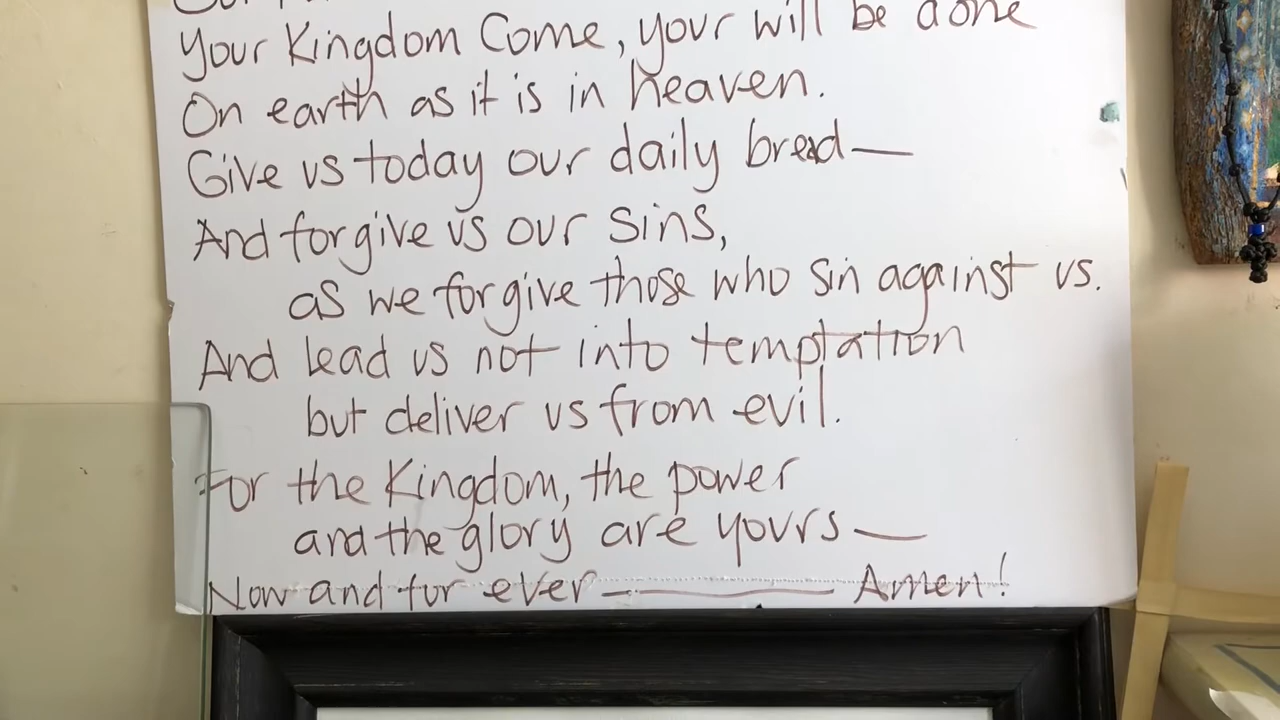 your Kingdom Come, your will be done
On earth as it is in heaven.
Give us today our daily bread—
And forgive us our sins,
as we forgive those who sin against us.
And lead us not into temptation
but deliver us from evil.
For the Kingdom, the power
and the glory are yours—
Now and for ever — Amen!